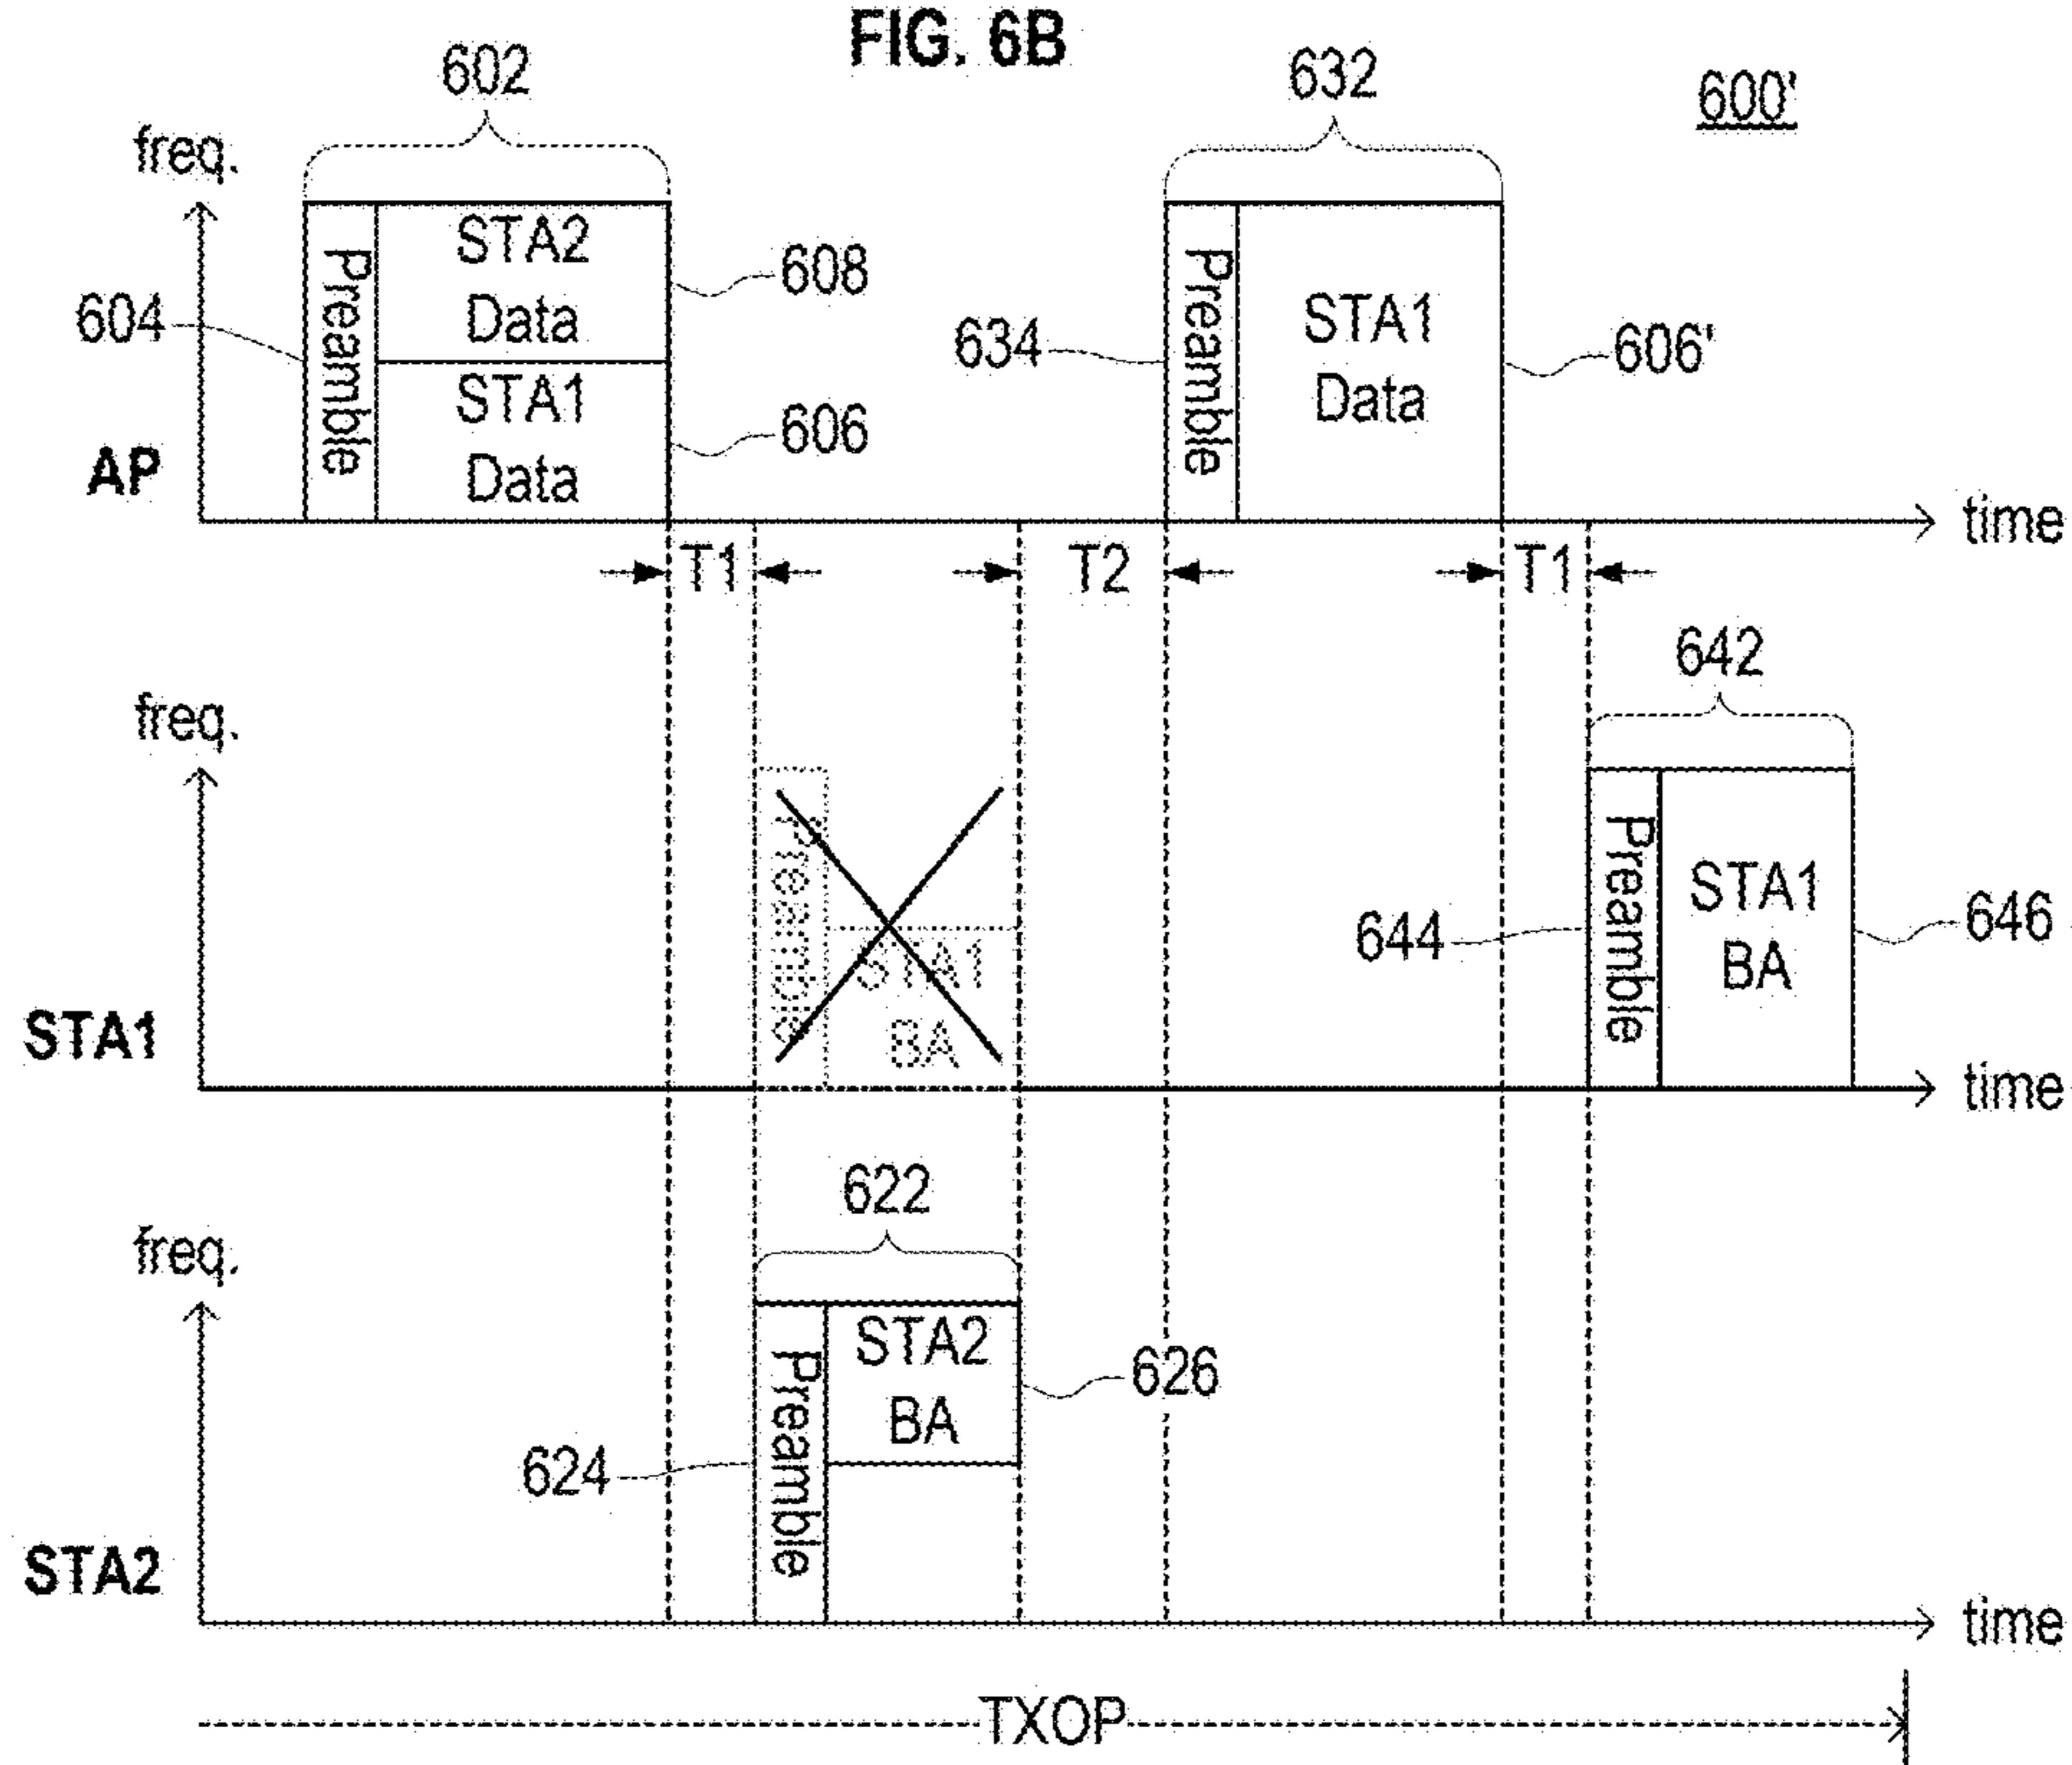 FIG. 6B
602
632
600'
freq.
STA2
Data
608
Preamble
604
STA1
Data
606
634
Preamble
STA1
Data
606'
AP
time
T1
T2
T1
642
freq.
Preamble
STA1
BA
Preamble
STA1
BA
644
646
STA1
time
622
freq.
STA2
BA
626
Preamble
624
STA2
time
TXOP